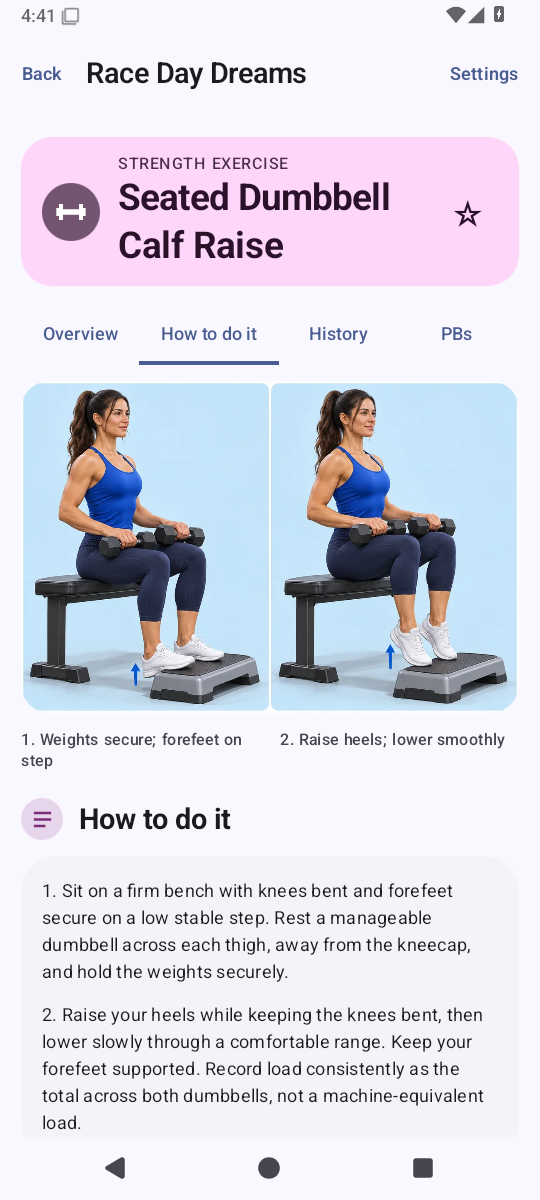 4:41
Back
Race Day Dreams
Settings
STRENGTH EXERCISE
Seated Dumbbell
Calf Raise
Overview
How to do it
History
PBs
1. Weights secure; forefeet on
step
2. Raise heels; lower smoothly
How to do it
1. Sit on a firm bench with knees bent and forefeet
secure on a low stable step. Rest a manageable
dumbbell across each thigh, away from the kneecap,
and hold the weights securely.
2. Raise your heels while keeping the knees bent, then
lower slowly through a comfortable range. Keep your
forefeet supported. Record load consistently as the
total across both dumbbells, not a machine-equivalent
load.